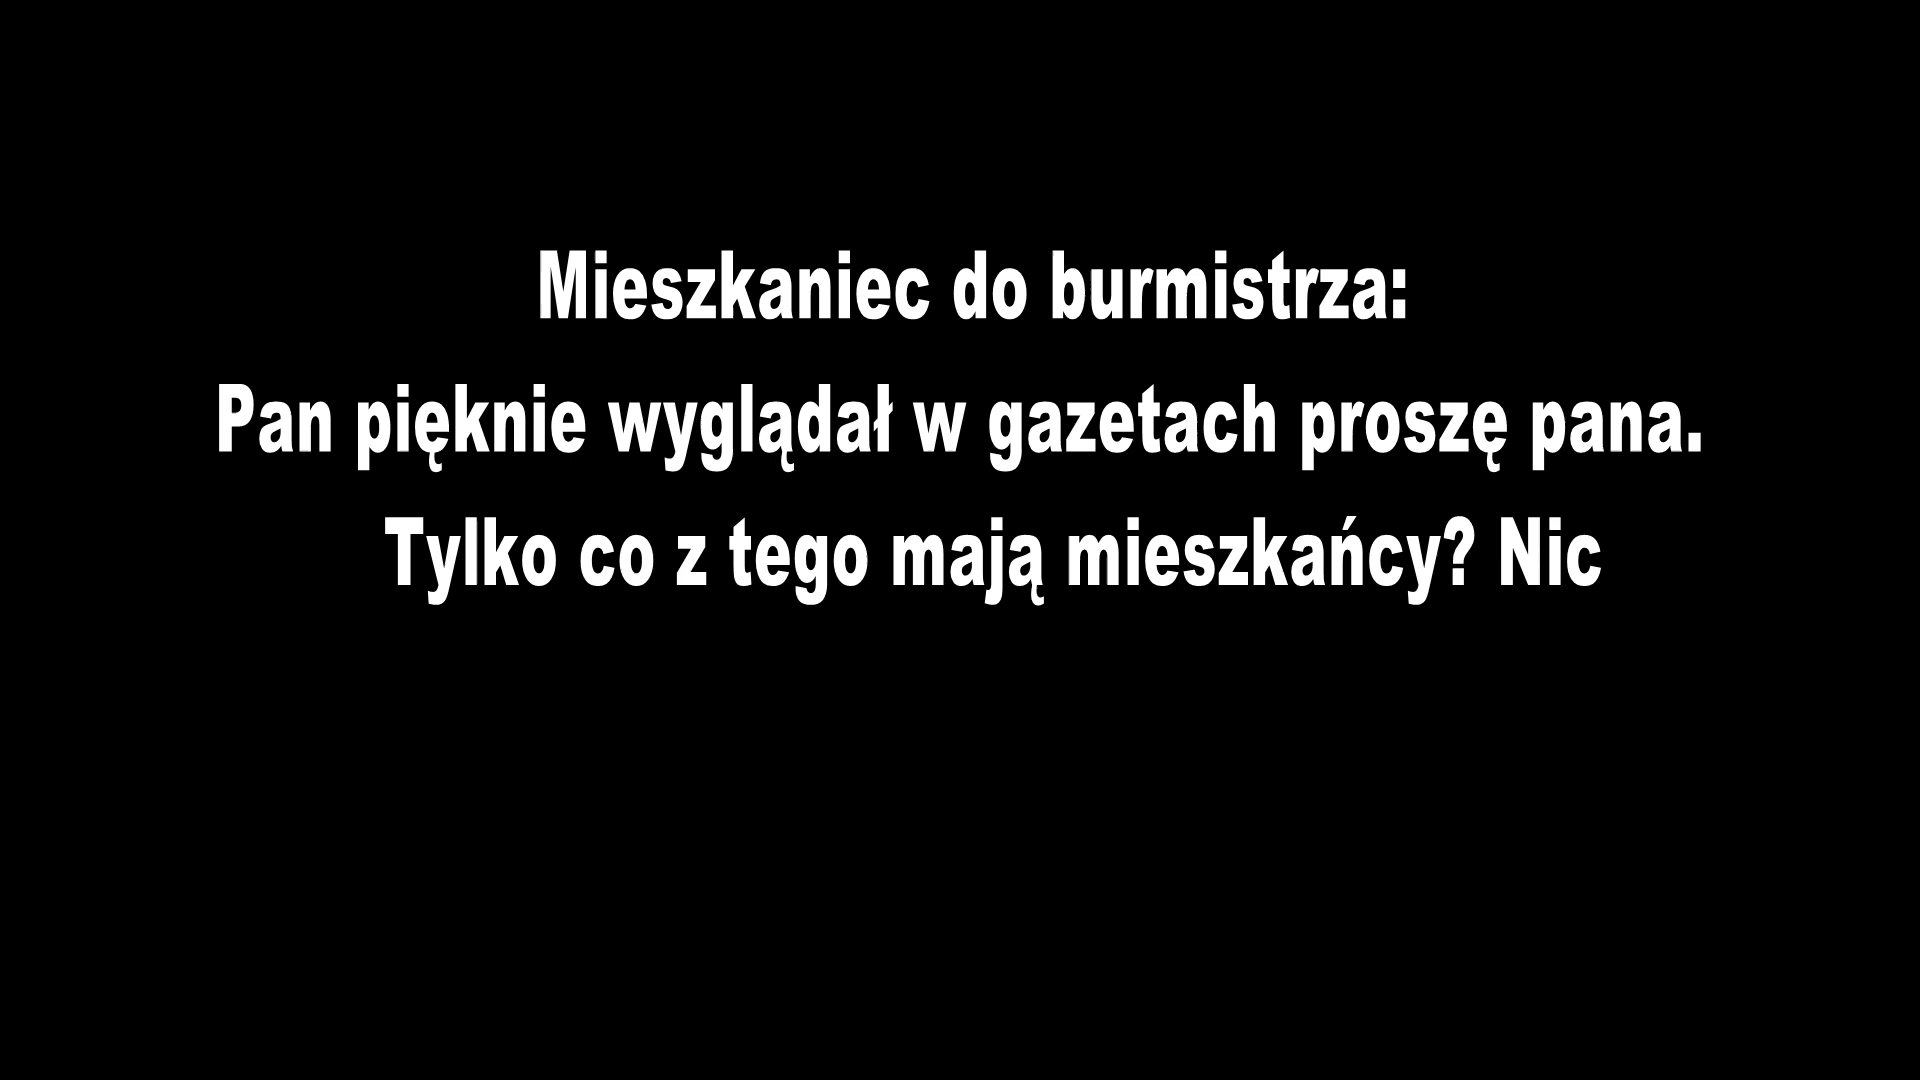 Mieszkaniec do burmistrza:
Pan pięknie wyglądał w gazetach proszę pana.
Tylko co z tego mają mieszkańcy? Nic